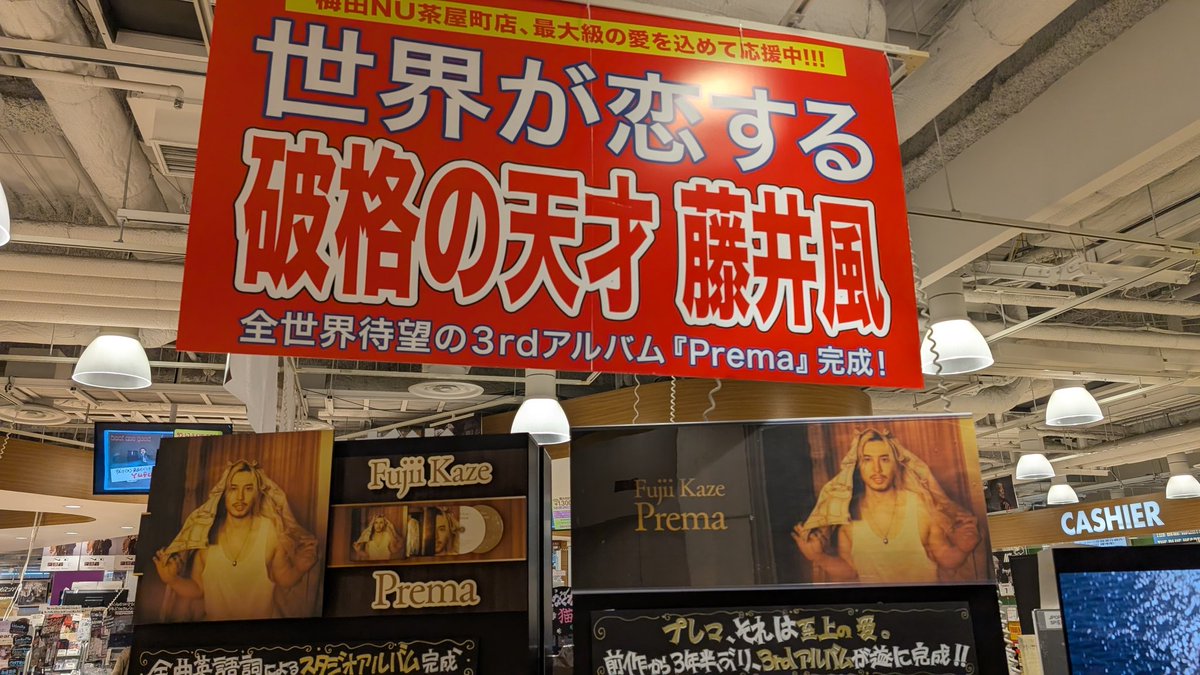 梅田NU茶屋町店、最大級の愛を込めて応援中!!!
世界が恋する
破格の天才 藤井風
全世界待望の3rdアルバム『Prema』完成!
Fujii Kaze
Prema
Fujii Kaze
Prema
CASHIER
全曲英語詞によるスタジオアルバム完成
プレマ、それは至上の愛。
前作から3年半ぶり、3rdアルバムが遂に完成!!